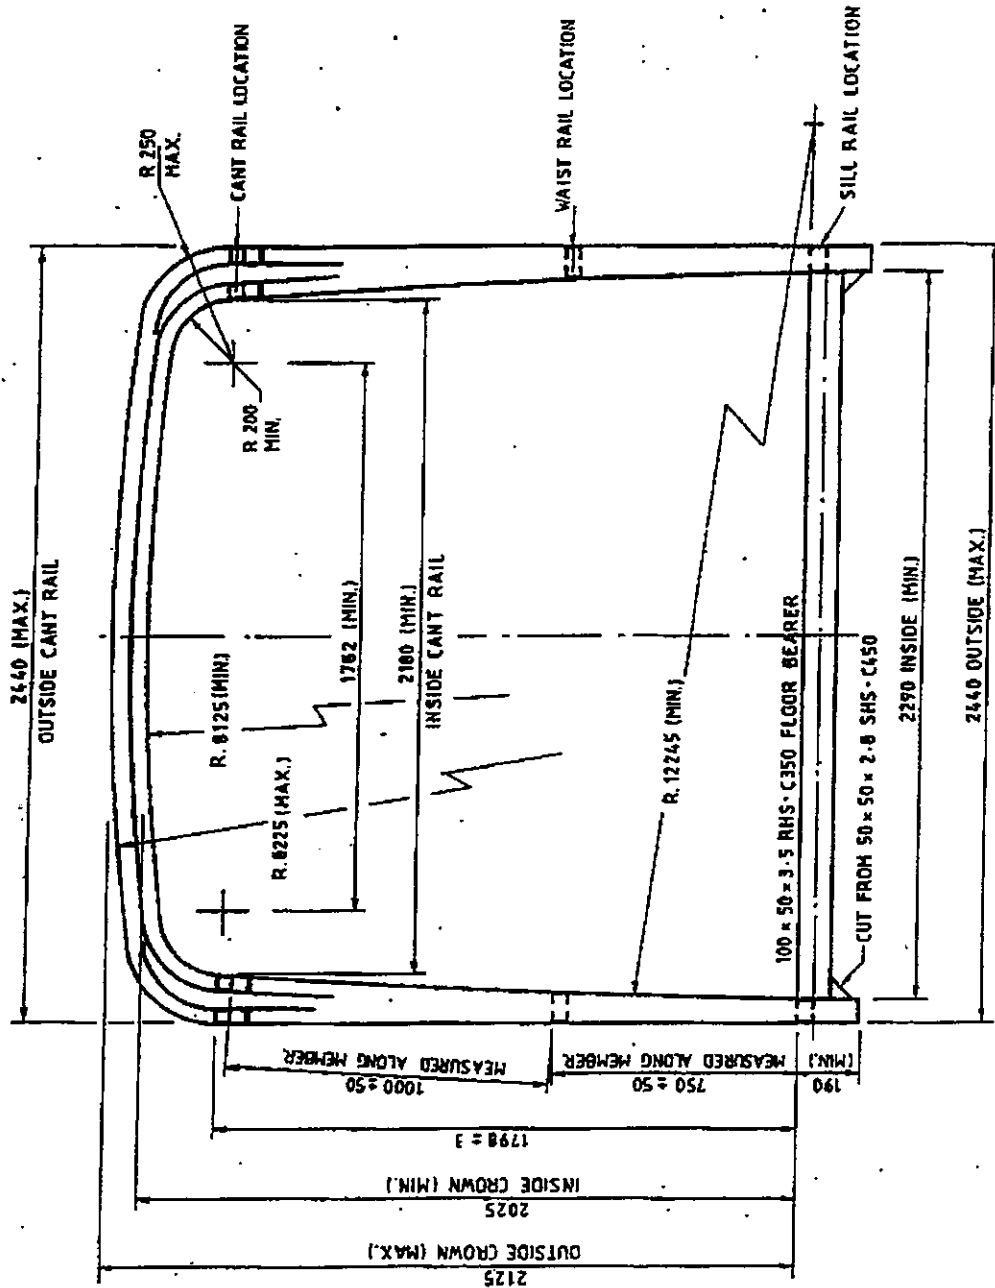 2440 (MAX.)
OUTSIDE CANT RAIL
R 250
MAX.
CANT RAIL LOCATION
R 200
MIN.
R.8125 (MIN)
1762 (MIN.)
2180 (MIN.)
INSIDE CANT RAIL
R.8225 (MAX.)
WAIST RAIL LOCATION
R.12245 (MIN.)
100 × 50 × 3.5 RHS-C350 FLOOR BEARER
SILL RAIL LOCATION
CUT FROM 50 × 50 × 2.8 SHS-C450
2290 INSIDE (MIN.)
2440 OUTSIDE (MAX.)
1000 ± 50
MEASURED ALONG MEMBER
750 ± 50
MEASURED ALONG MEMBER
190
(MIN.)
1798 ± 3
2025
INSIDE CROWN (MIN.)
2125
OUTSIDE CROWN (MAX.)